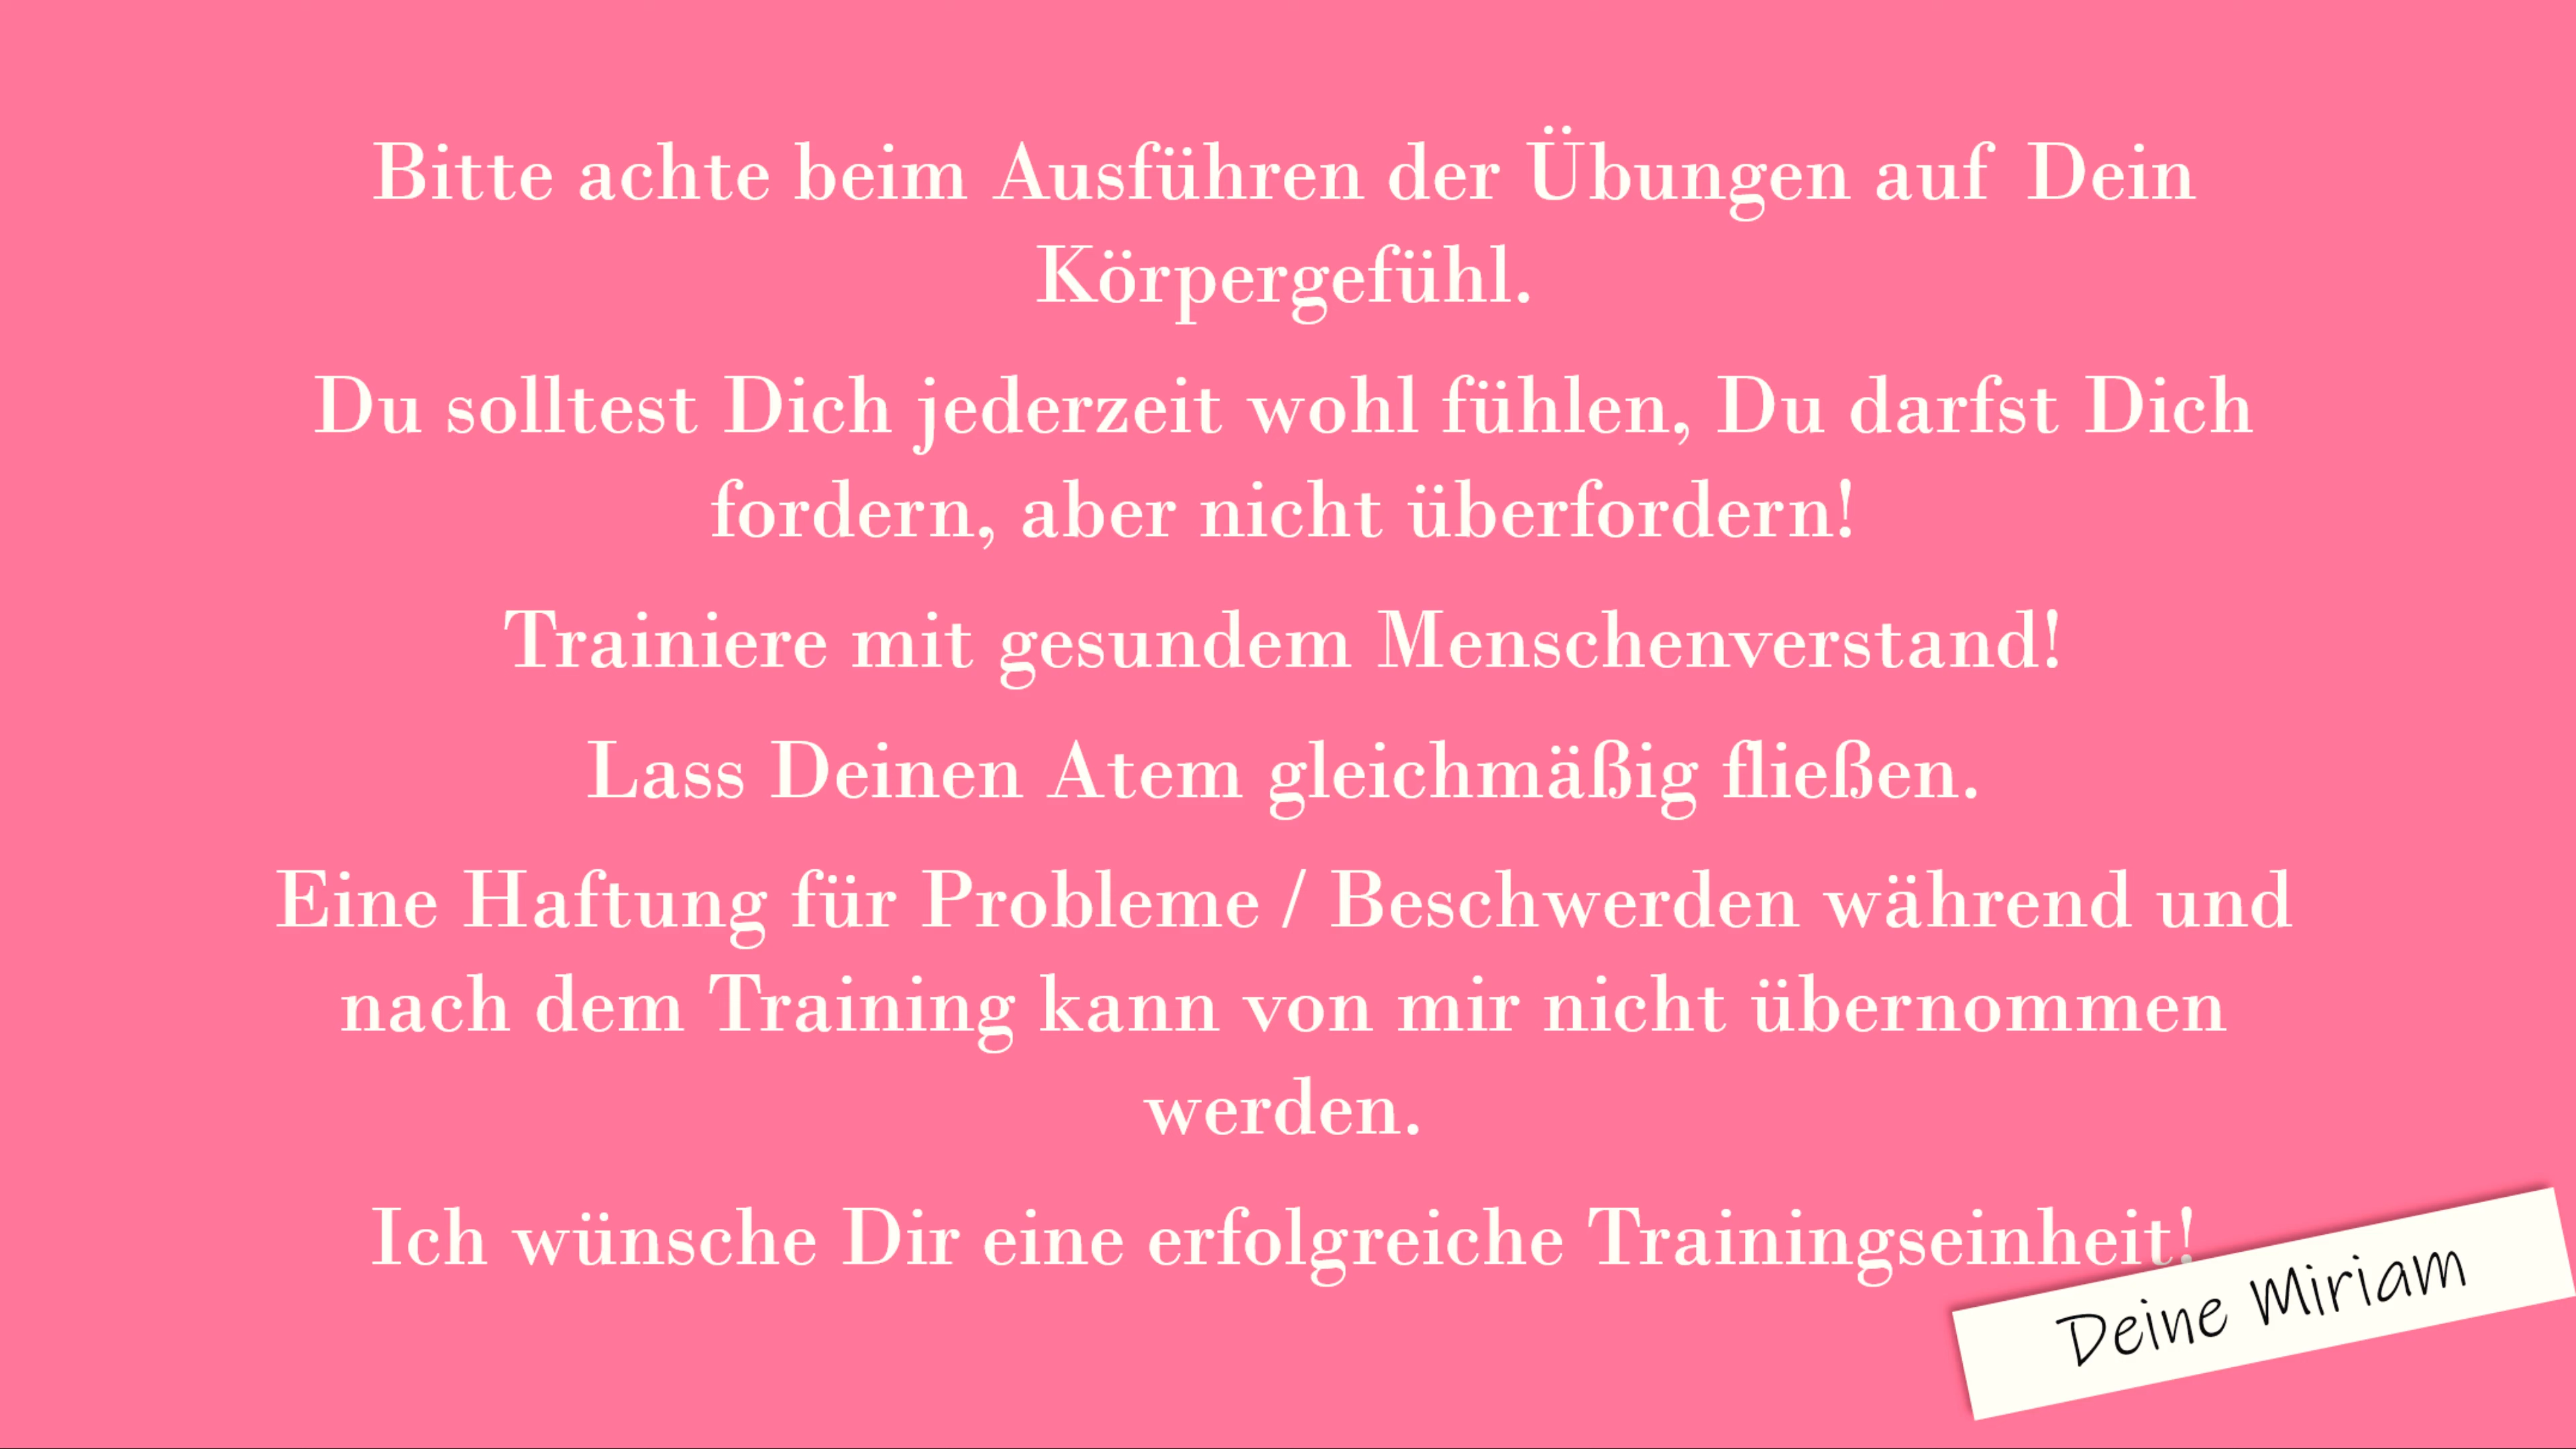 Bitte achte beim Ausführen der Übungen auf Dein
Körpergefühl.
Du solltest Dich jederzeit wohl fühlen, Du darfst Dich
fordern, aber nicht überfordern!
Trainiere mit gesundem Menschenverstand!
Lass Deinen Atem gleichmäßig fließen.
Eine Haftung für Probleme / Beschwerden während und
nach dem Training kann von mir nicht übernommen
werden.
Ich wünsche Dir eine erfolgreiche Trainingseinheit!
Deine Miriam